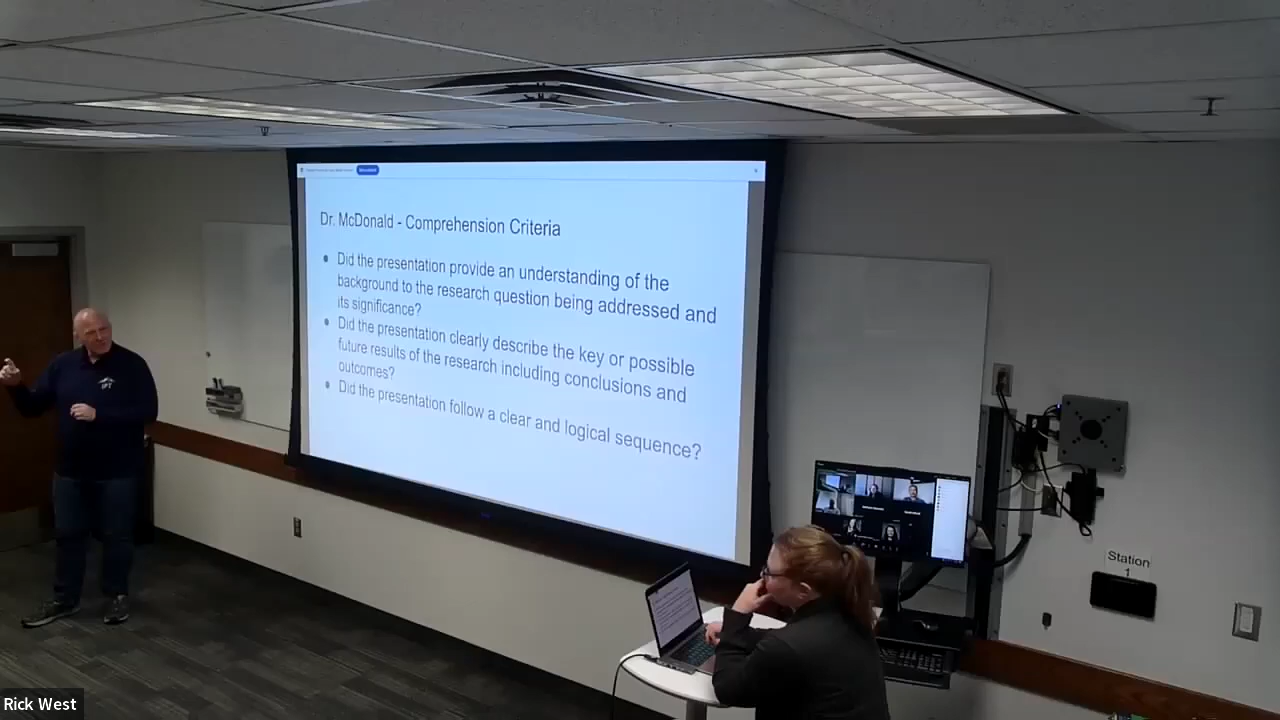 Dr. McDonald - Comprehension Criteria
• Did the presentation provide an understanding of the
background to the research question being addressed and
its significance?
• Did the presentation clearly describe the key or possible
future results of the research including conclusions and
outcomes?
• Did the presentation follow a clear and logical sequence?
IPT
Station
1
Rick West